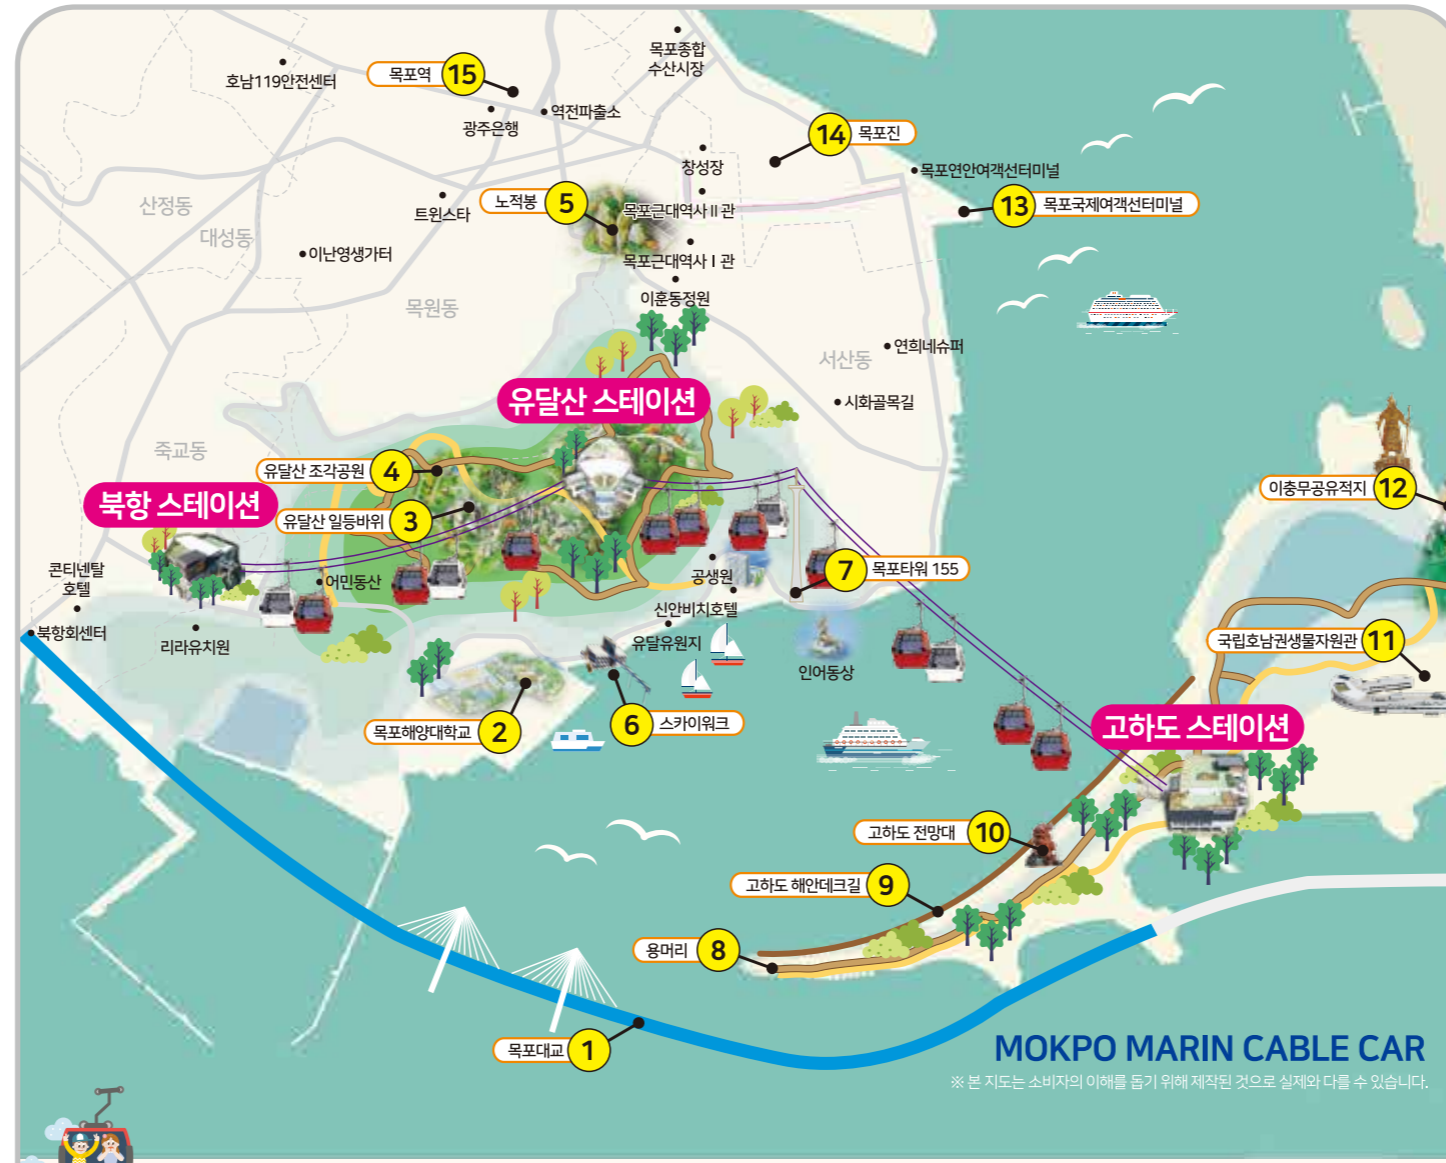 목포종합
수산시장
호남119안전센터
목포역 15
역전파출소
광주은행
14 목포진
창성장
목포연안여객선터미널
산정동
트윈스타
노적봉 5
목포근대역사 II 관
13 목포국제여객선터미널
대성동
이난영생가터
목포근대역사 I 관
이훈동정원
목원동
연희네슈퍼
서산동
유달산 스테이션
시화골목길
죽교동
유달산 조각공원 4
북항 스테이션
유달산 일등바위 3
이충무공유적지 12
콘티넨탈
호텔
어민동산
공생원
7 목포타워 155
신안비치호텔
북항회센터
리라유치원
유달유원지
인어동상
국립호남권생물자원관 11
목포해양대학교 2
6 스카이워크
고하도 스테이션
고하도 전망대 10
고하도 해안데크길 9
용머리 8
목포대교 1
MOKPO MARIN CABLE CAR
※ 본 지도는 소비자의 이해를 돕기 위해 제작된 것으로 실제와 다를 수 있습니다.